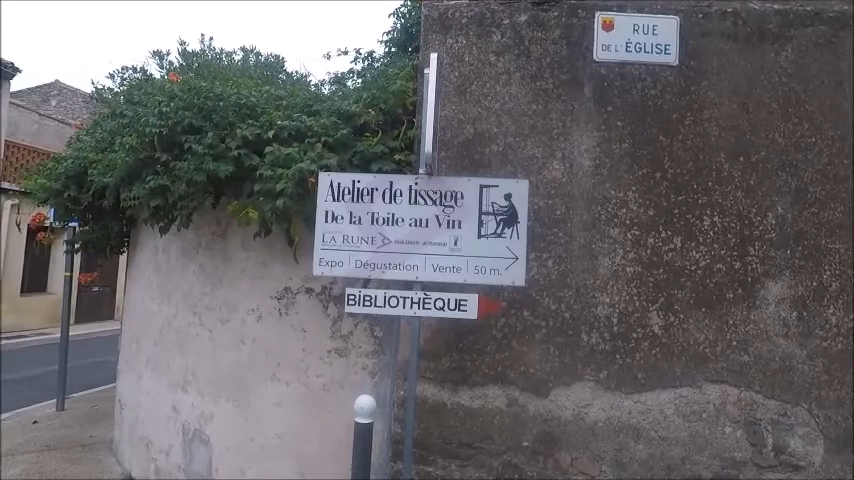 RUE
DE L'ÉGLISE
Atelier de tissage
De la Toile au Vin
LA RUNE
Expo | Dégustation | Vente | 50 m.
BIBLIOTHÈQUE